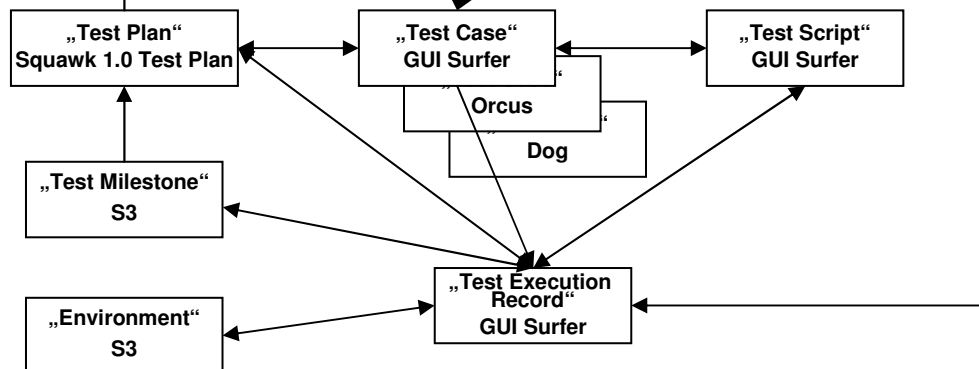 „Test Plan“
Squawk 1.0 Test Plan
„Test Case“
GUI Surfer
„Test Script“
GUI Surfer
Orcus
Dog
„Test Milestone“
S3
„Test Execution
Record“
GUI Surfer
„Environment“
S3